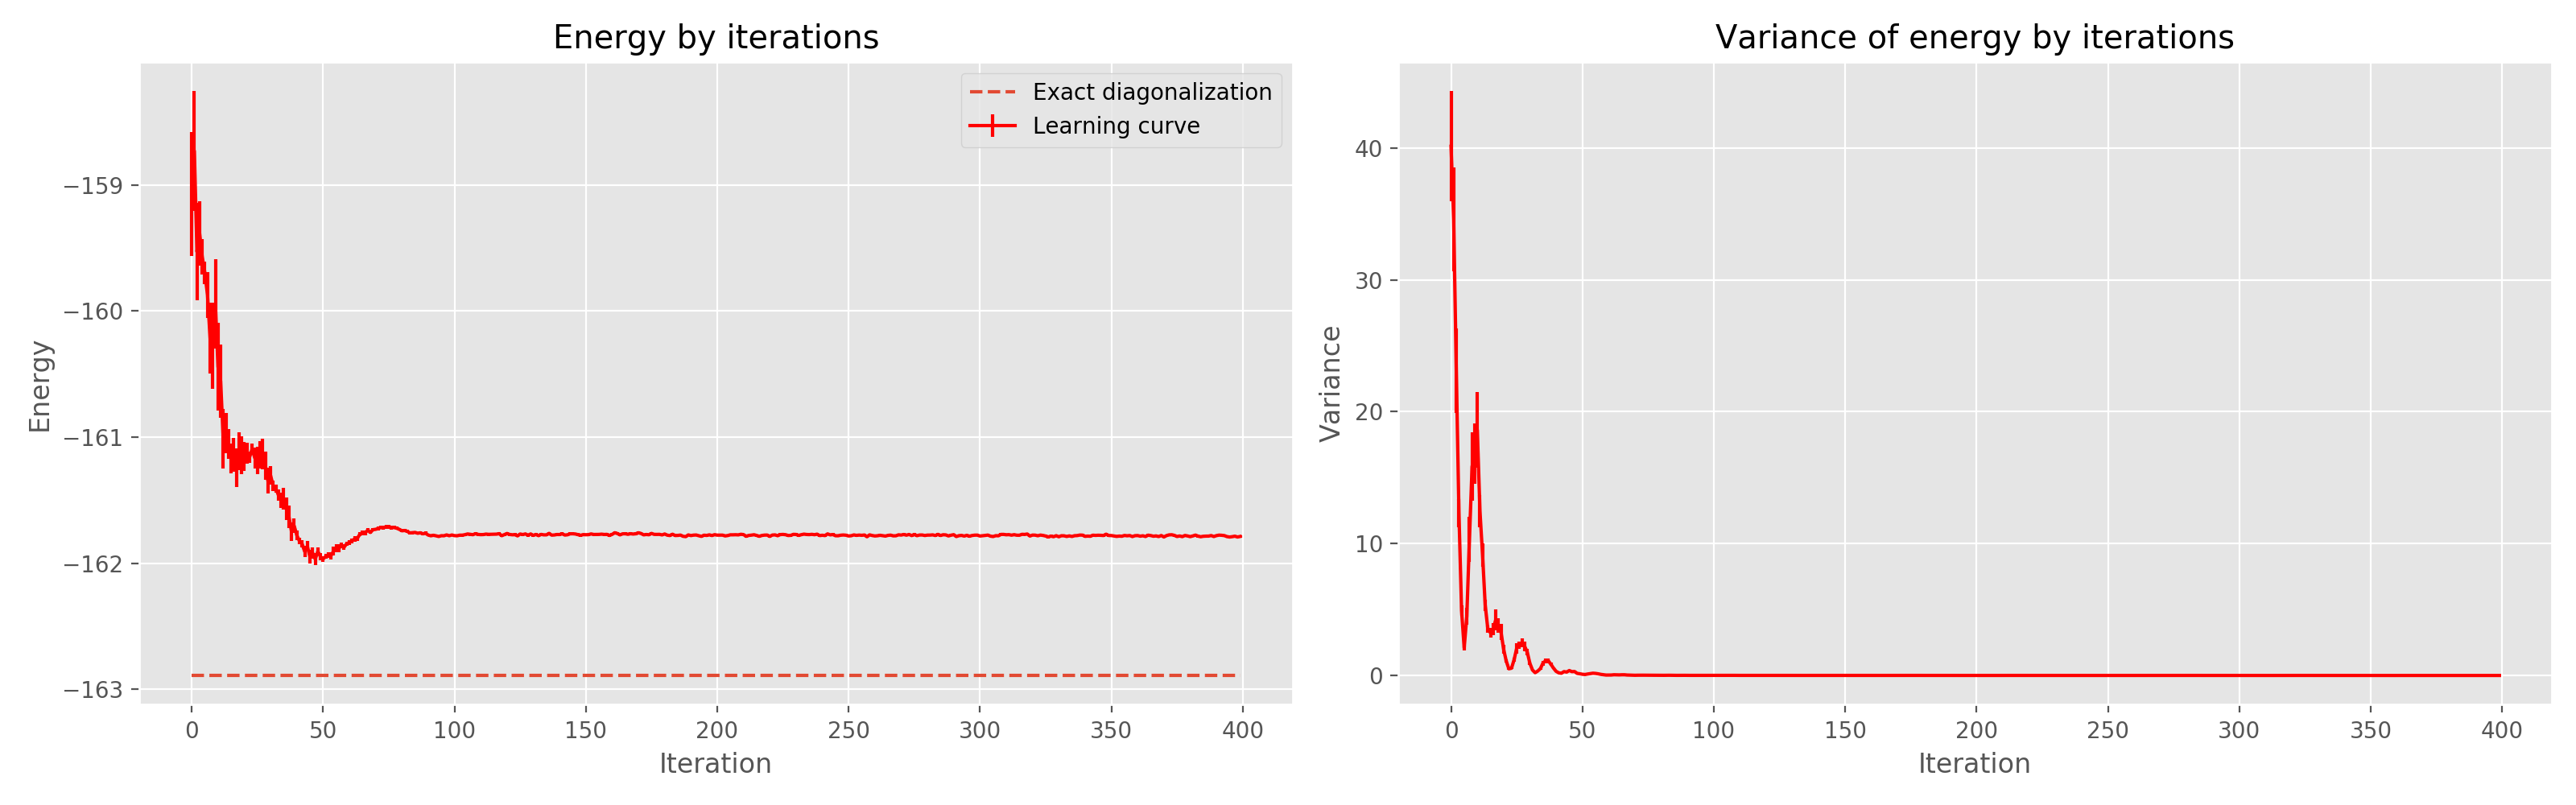 Energy by iterations
Exact diagonalization
Learning curve
−159
−160
−161
−162
−163
Energy
0 50 100 150 200 250 300 350 400
Iteration
Variance of energy by iterations
40
30
20
10
0
Variance
0 50 100 150 200 250 300 350 400
Iteration